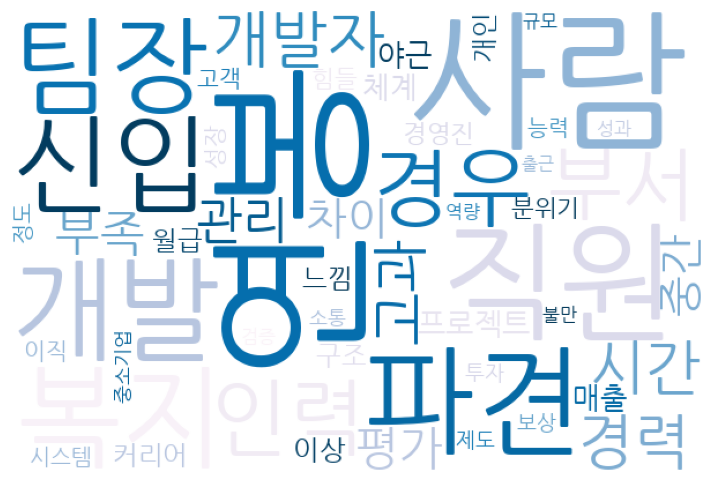 팀장
개발자
사람
개인
규모
야근
고객
힘들
체계
신입
연봉
성장
경영진
능력
성과
경우
출근
부서
정도
부족
월급
관리
차이
역량
분위기
개발
느낌
고과
직원
중간
검증
소통
프로젝트
불만
이직
중소기업
구조
투자
시간
복지
인력
파견
매출
시스템
커리어
이상
평가
제도
보상
경력